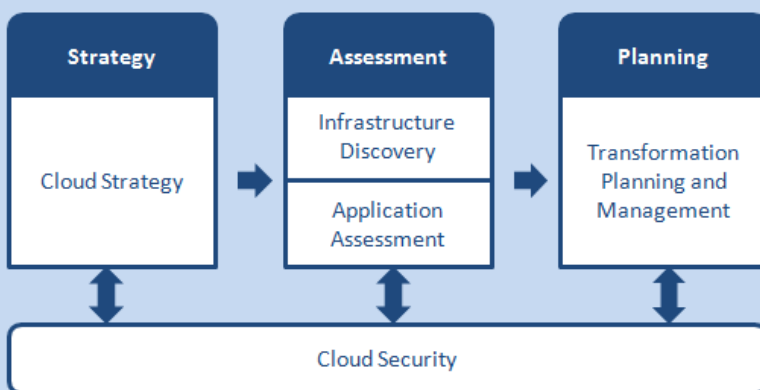 Strategy
Assessment
Planning
Cloud Strategy
Infrastructure
Discovery
Application
Assessment
Transformation
Planning and
Management
Cloud Security